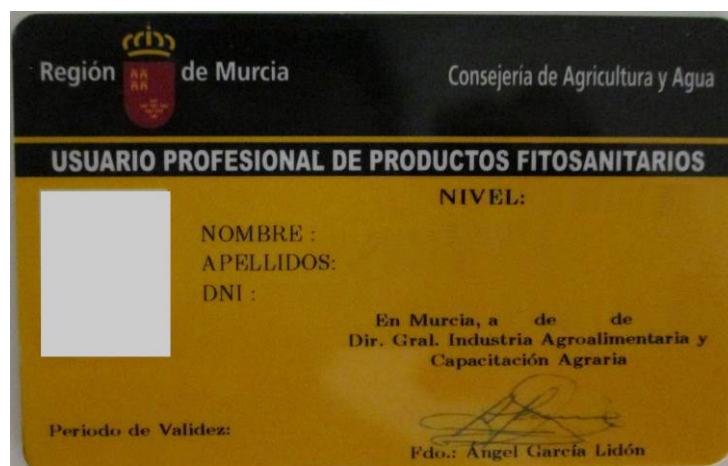 Región de Murcia
Consejería de Agricultura y Agua
USUARIO PROFESIONAL DE PRODUCTOS FITOSANITARIOS
NIVEL:
NOMBRE :
APELLIDOS:
DNI :
En Murcia, a de de
Dir. Gral. Industria Agroalimentaria y
Capacitación Agraria
Periodo de Validez:
Fdo.: Angel García Lidón